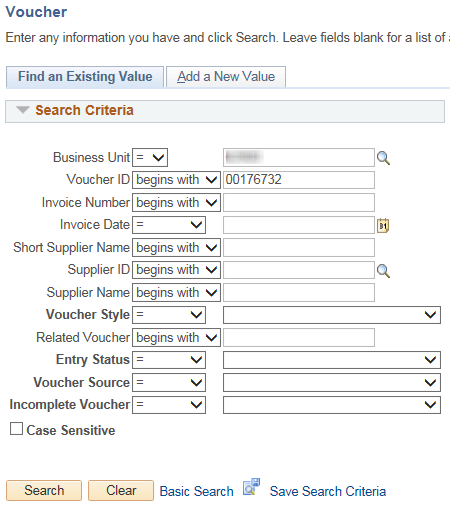 Voucher
Enter any information you have and click Search. Leave fields blank for a list of
Find an Existing Value Add a New Value
Search Criteria
Business Unit =
Voucher ID begins with 00176732
Invoice Number begins with
Invoice Date = 31
Short Supplier Name begins with
Supplier ID begins with
Supplier Name begins with
Voucher Style =
Related Voucher begins with
Entry Status =
Voucher Source =
Incomplete Voucher =
Case Sensitive
Search Clear Basic Search Save Search Criteria